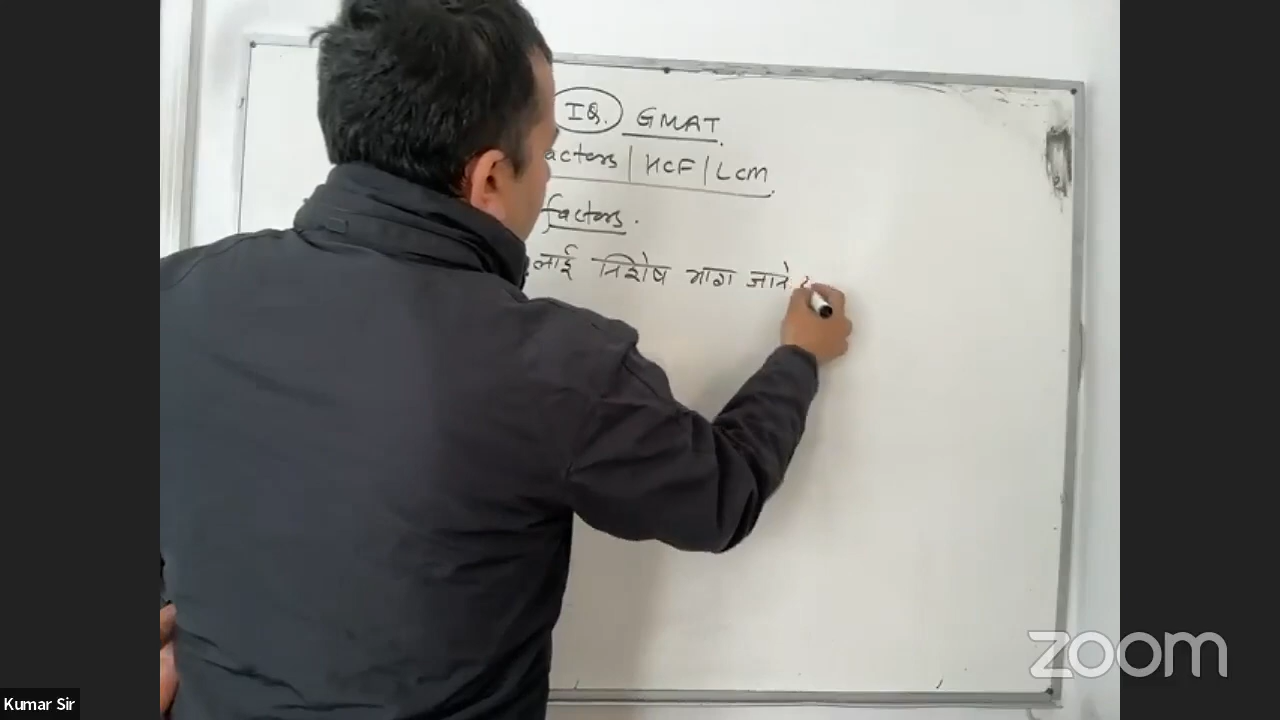 IQ. GMAT
actors | HCF | LCM.
factors.
लाई निशेष भाग जाने
zoom
Kumar Sir